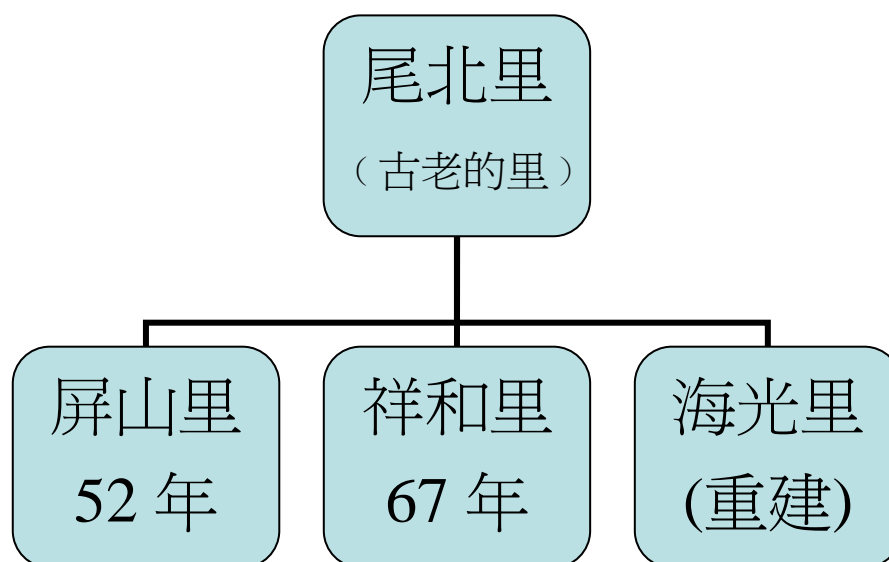 尾北里
（古老的里）
屏山里
52 年
祥和里
67 年
海光里
(重建)